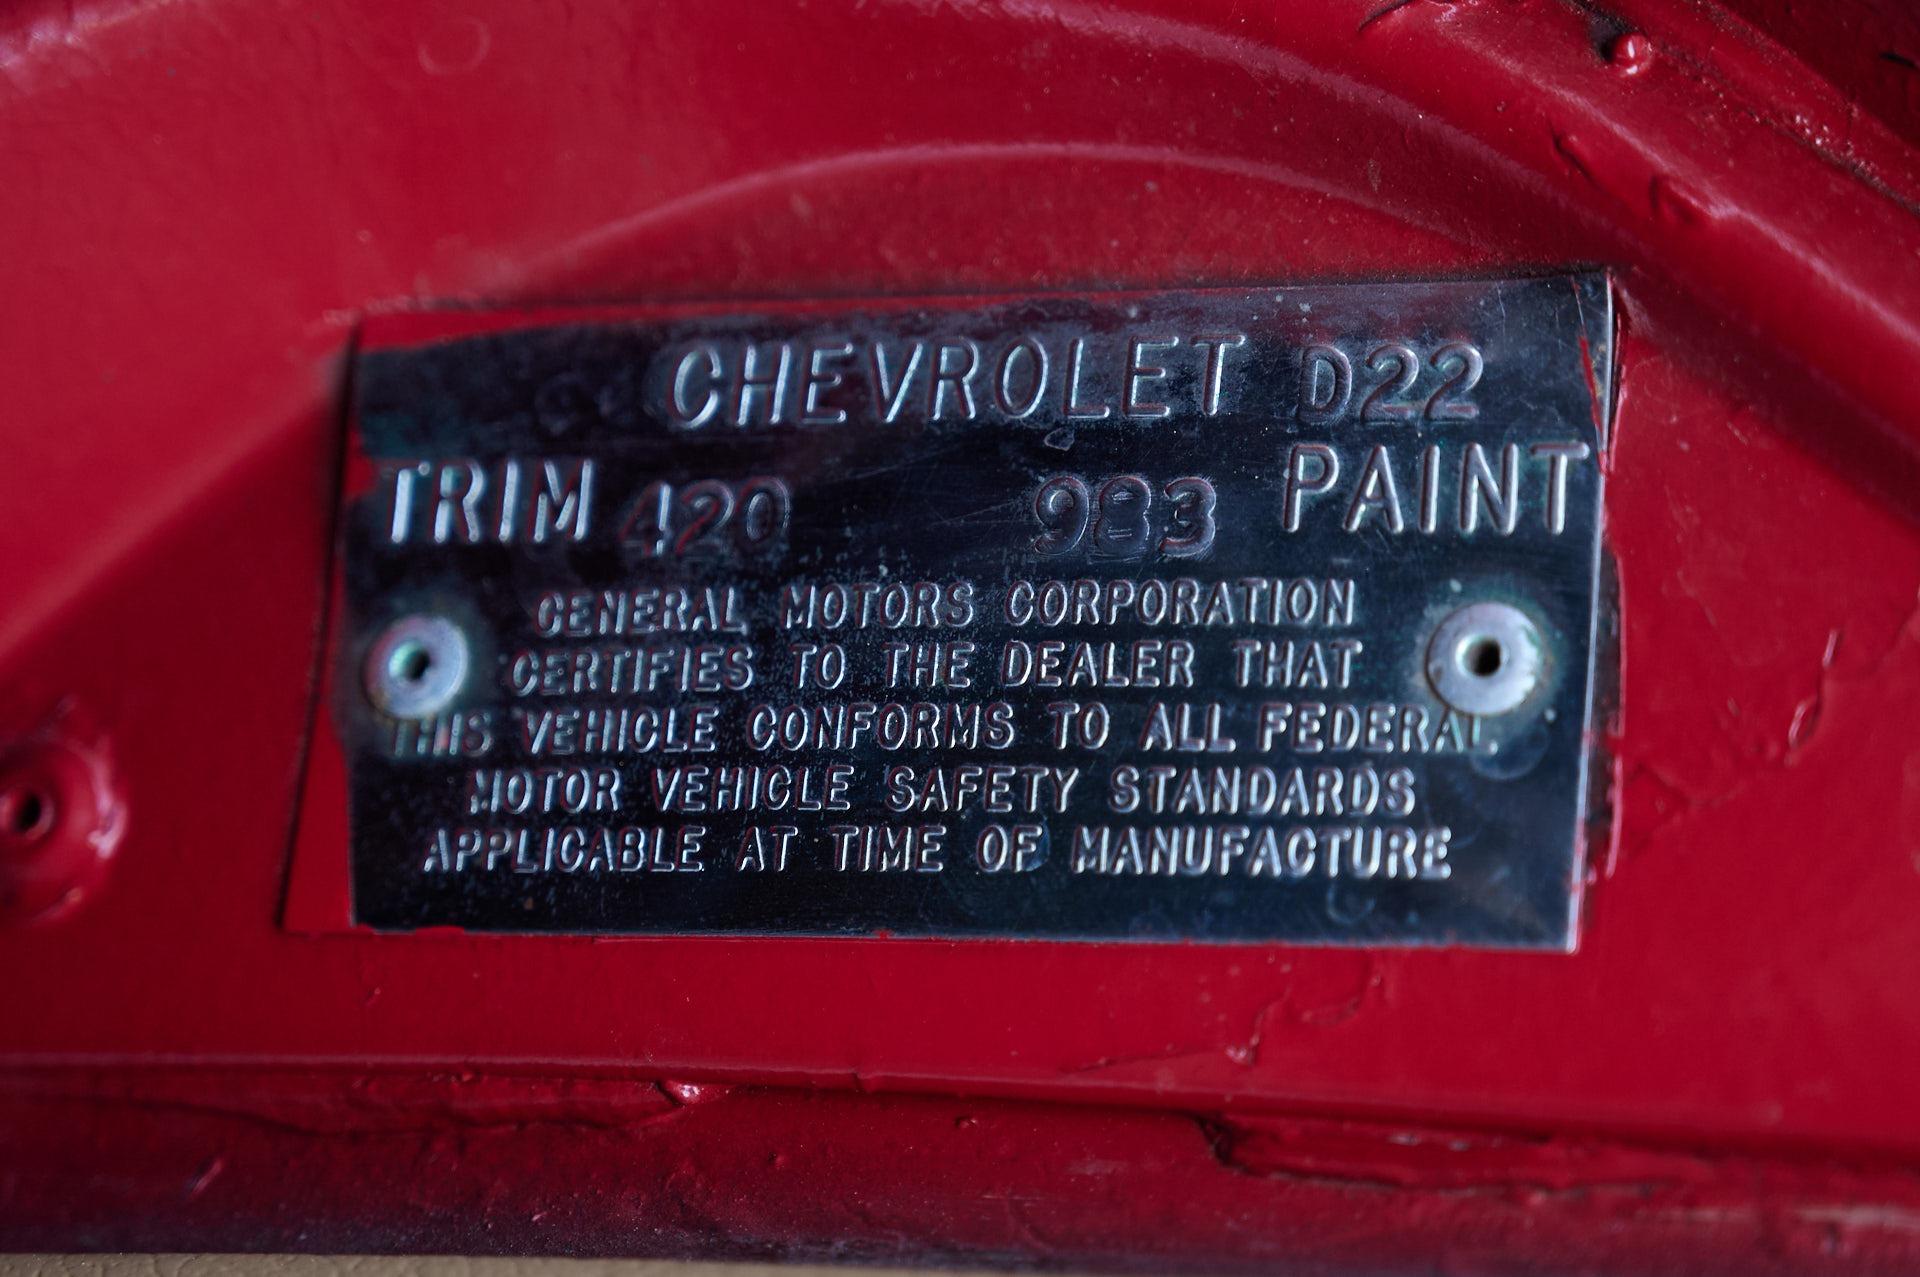 CHEVROLET D22
TRIM 420 983 PAINT
GENERAL MOTORS CORPORATION
CERTIFIES TO THE DEALER THAT
THIS VEHICLE CONFORMS TO ALL FEDERAL
MOTOR VEHICLE SAFETY STANDARDS
APPLICABLE AT TIME OF MANUFACTURE